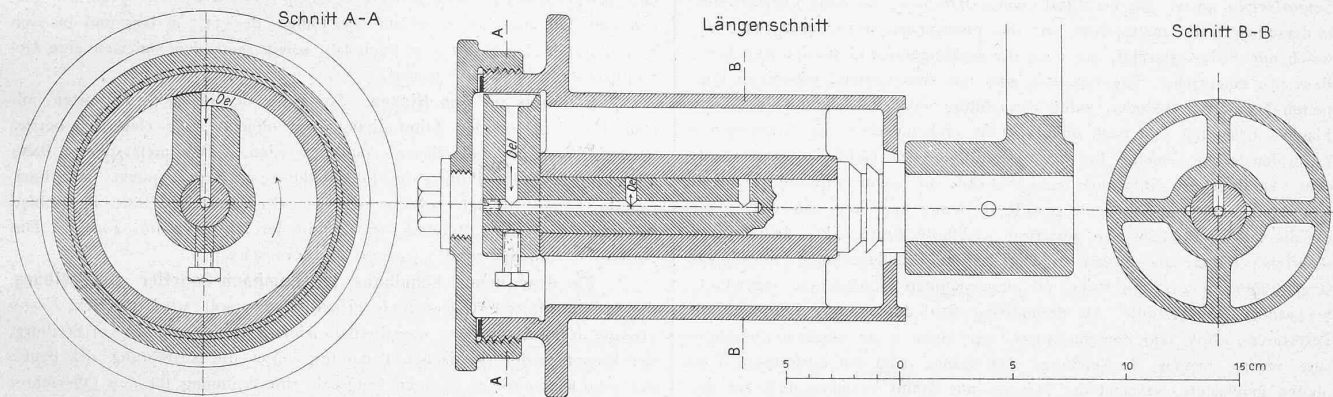 Schnitt A-A
Oel
A
Oel
Oel
A
Längenschnitt
B
B
Schnitt B-B
5 0 5 10 15 cm